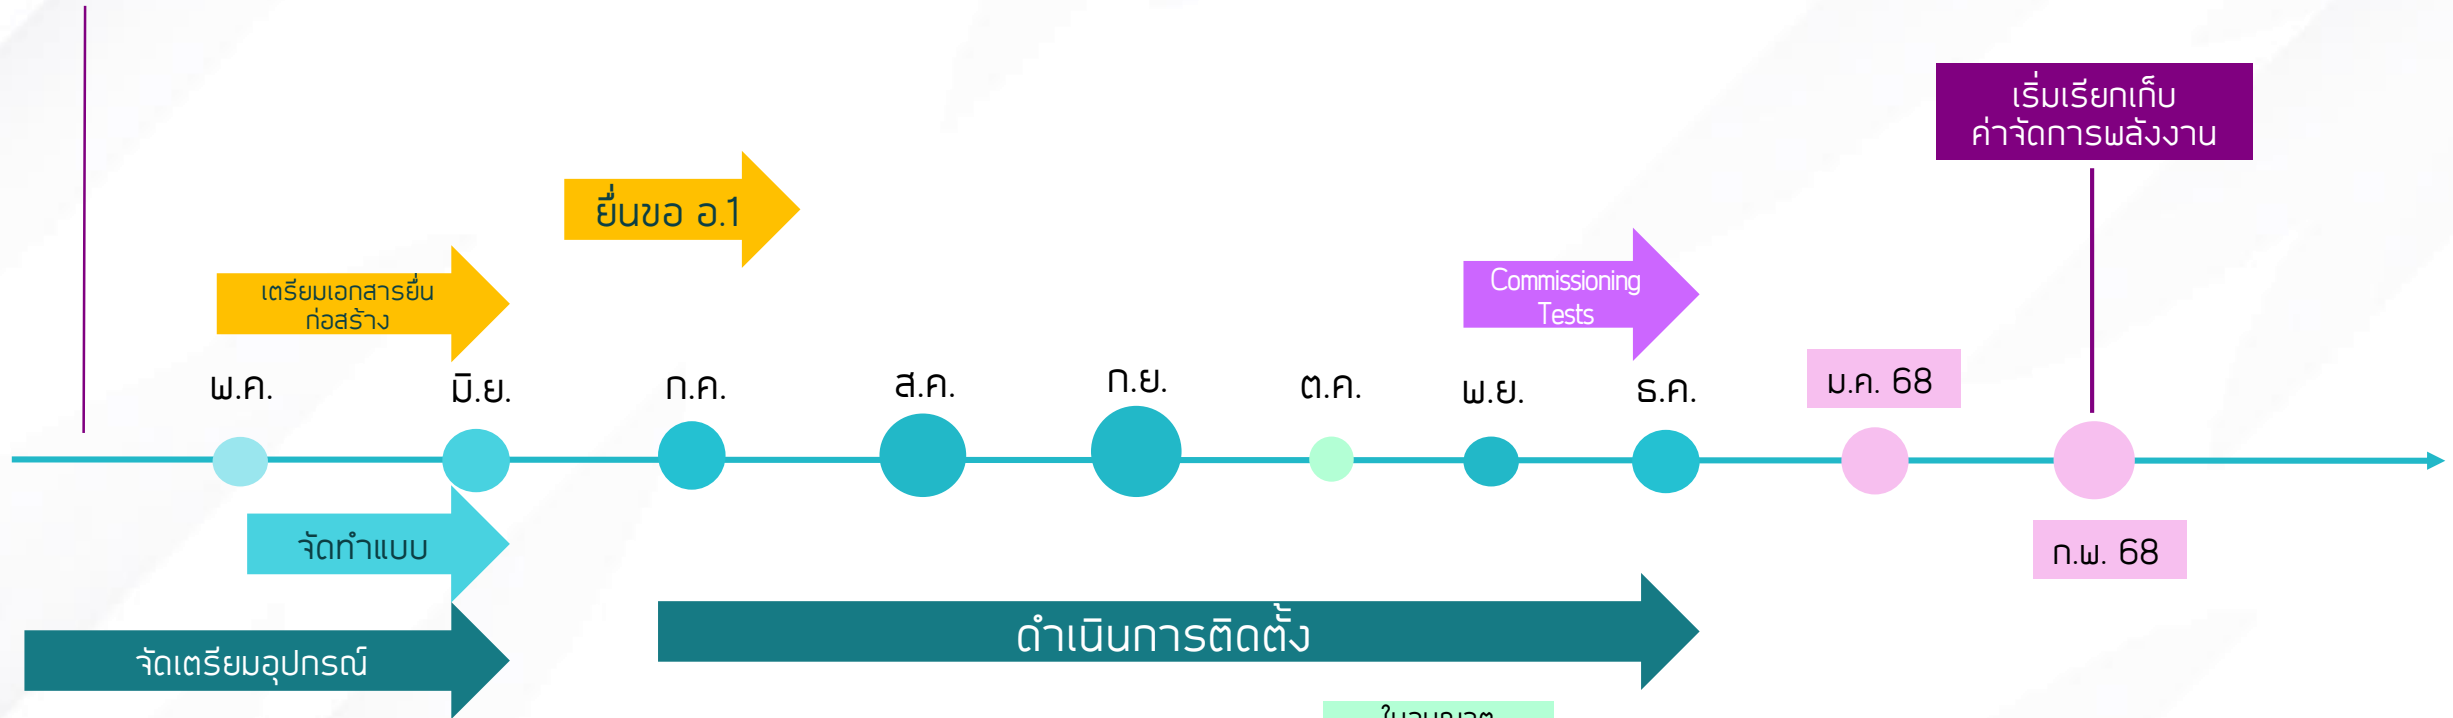 เริ่มเรียกเก็บ
ค่าจัดการพลังงาน
ยื่นขอ อ.1
เตรียมเอกสารยื่น
ก่อสร้าง
Commissioning
Tests
พ.ค.
มิ.ย.
ก.ค.
ส.ค.
ก.ย.
ต.ค.
พ.ย.
ธ.ค.
ม.ค. 68
ก.พ. 68
จัดทำแบบ
ดำเนินการติดตั้ง
จัดเตรียมอุปกรณ์